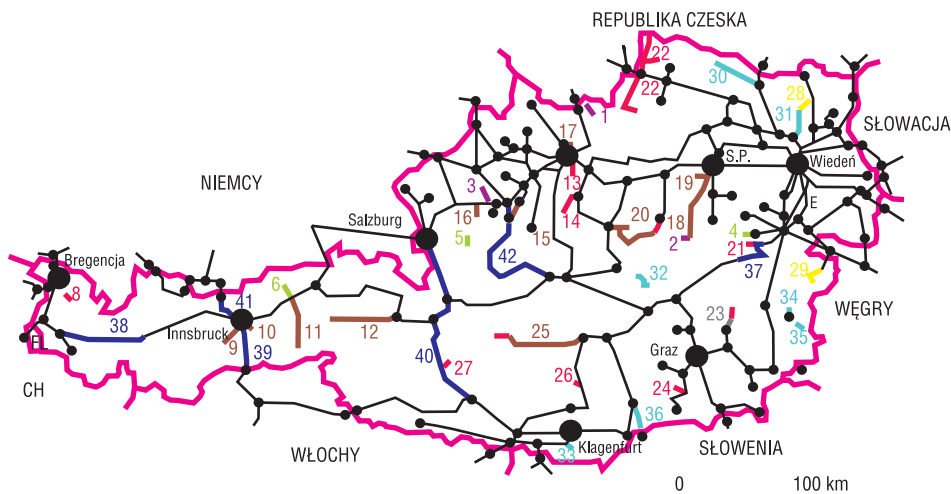 REPUBLIKA CZESKA
22
30
22
28
1
31
SŁOWACJA
17
S.P.
Wiedeń
NIEMCY
13
19
3
E
16
14
20
18
Salzburg
5
15
2
4
21
42
37
Bregencja
32
29
6
8
41
34
WĘGRY
38
Innsbruck
10
11
12
23
9
25
35
FL
39
40
Graz
27
CH
26
24
36
WŁOCHY
Klagenfurt
SŁOWENIA
33
0
100 km